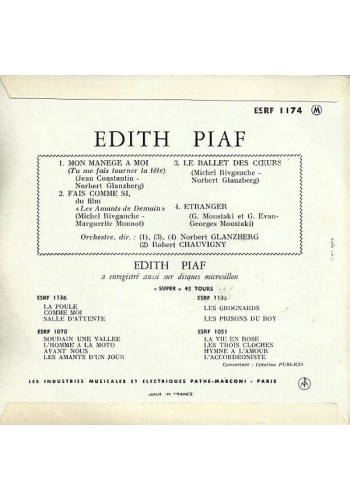 ESRF 1174 M
EDITH PIAF
1. MON MANEGE A MOI
(Tu me fais tourner la tête)
(Jean Constantin -
Norbert Glanzberg)
2. FAIS COMME SI,
du film
«Les Amants de Demain»
(Michel Rivgauche -
Marguerite Monnot)
3. LE BALLET DES CŒURS
(Michel Rivgauche -
Norbert Glanzberg)
4. ETRANGER
(G. Moustaki et G. Evan-
Georges Moustaki)
Orchestre, dir. : (1), (3), (4) Norbert GLANZBERG
(2) Robert CHAUVIGNY
EDITH PIAF
a enregistré aussi sur disques microsillon
« SUPER » 45 TOURS
ESRF 1136
LA FOULE
COMME MOI
SALLE D'ATTENTE
ESRF 1070
SOUDAIN UNE VALLEE
L'HOMME A LA MOTO
AVANT NOUS
LES AMANTS D'UN JOUR
ESRF
LES GROGNARDS
LES PRISONS DU ROY
ESRF 1051
LA VIE EN ROSE
LES TROIS CLOCHES
HYMNE A L'AMOUR
L'ACCORDEONISTE
Couverture : Création PUBLICIS
LES INDUSTRIES MUSICALES ET ELECTRIQUES PATHE-MARCONI - PARIS
MADE IN FRANCE